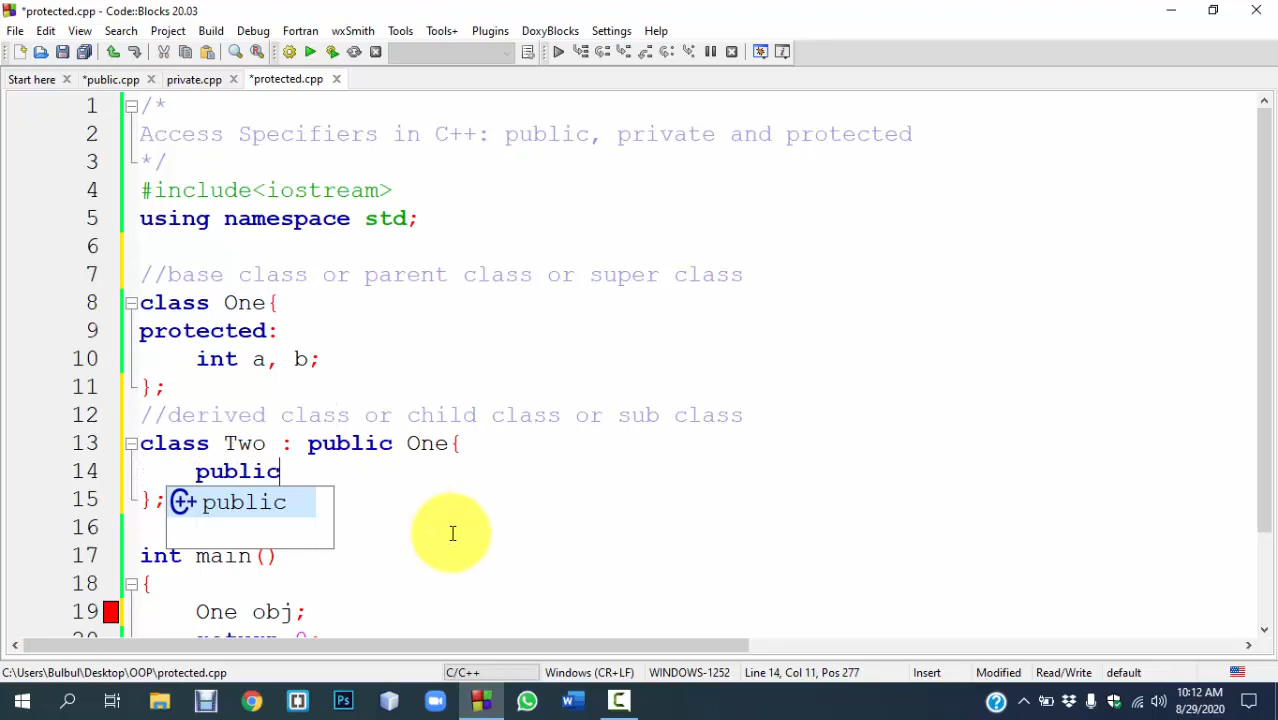 *protected.cpp - Code::Blocks 20.03
File Edit View Search Project Build Debug Fortran wxSmith Tools Tools+ Plugins DoxyBlocks Settings Help
Start here *public.cpp private.cpp *protected.cpp
1 /*
2 Access Specifiers in C++: public, private and protected
3 */
4 #include<iostream>
5 using namespace std;
6
7 //base class or parent class or super class
8 class One{
9 protected:
10 int a, b;
11 };
12 //derived class or child class or sub class
13 class Two : public One{
14 public
15 };
C++ public
16
17 int main()
18 {
19 One obj;
20 return 0;
C:\Users\Bulbul\Desktop\OOP\protected.cpp C/C++ Windows (CR+LF) WINDOWS-1252 Line 14, Col 11, Pos 277 Insert Modified Read/Write default
10:12 AM
8/29/2020